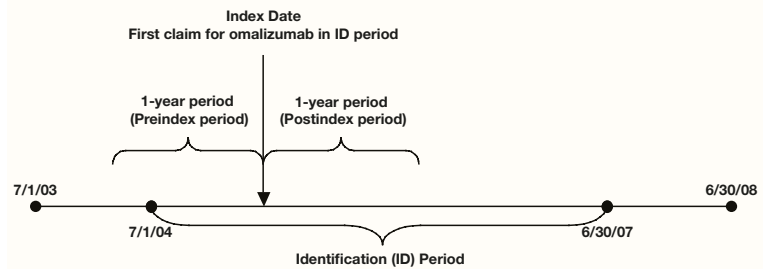 Index Date
First claim for omalizumab in ID period
1-year period
(Preindex period)
1-year period
(Postindex period)
7/1/03
6/30/08
7/1/04
6/30/07
Identification (ID) Period